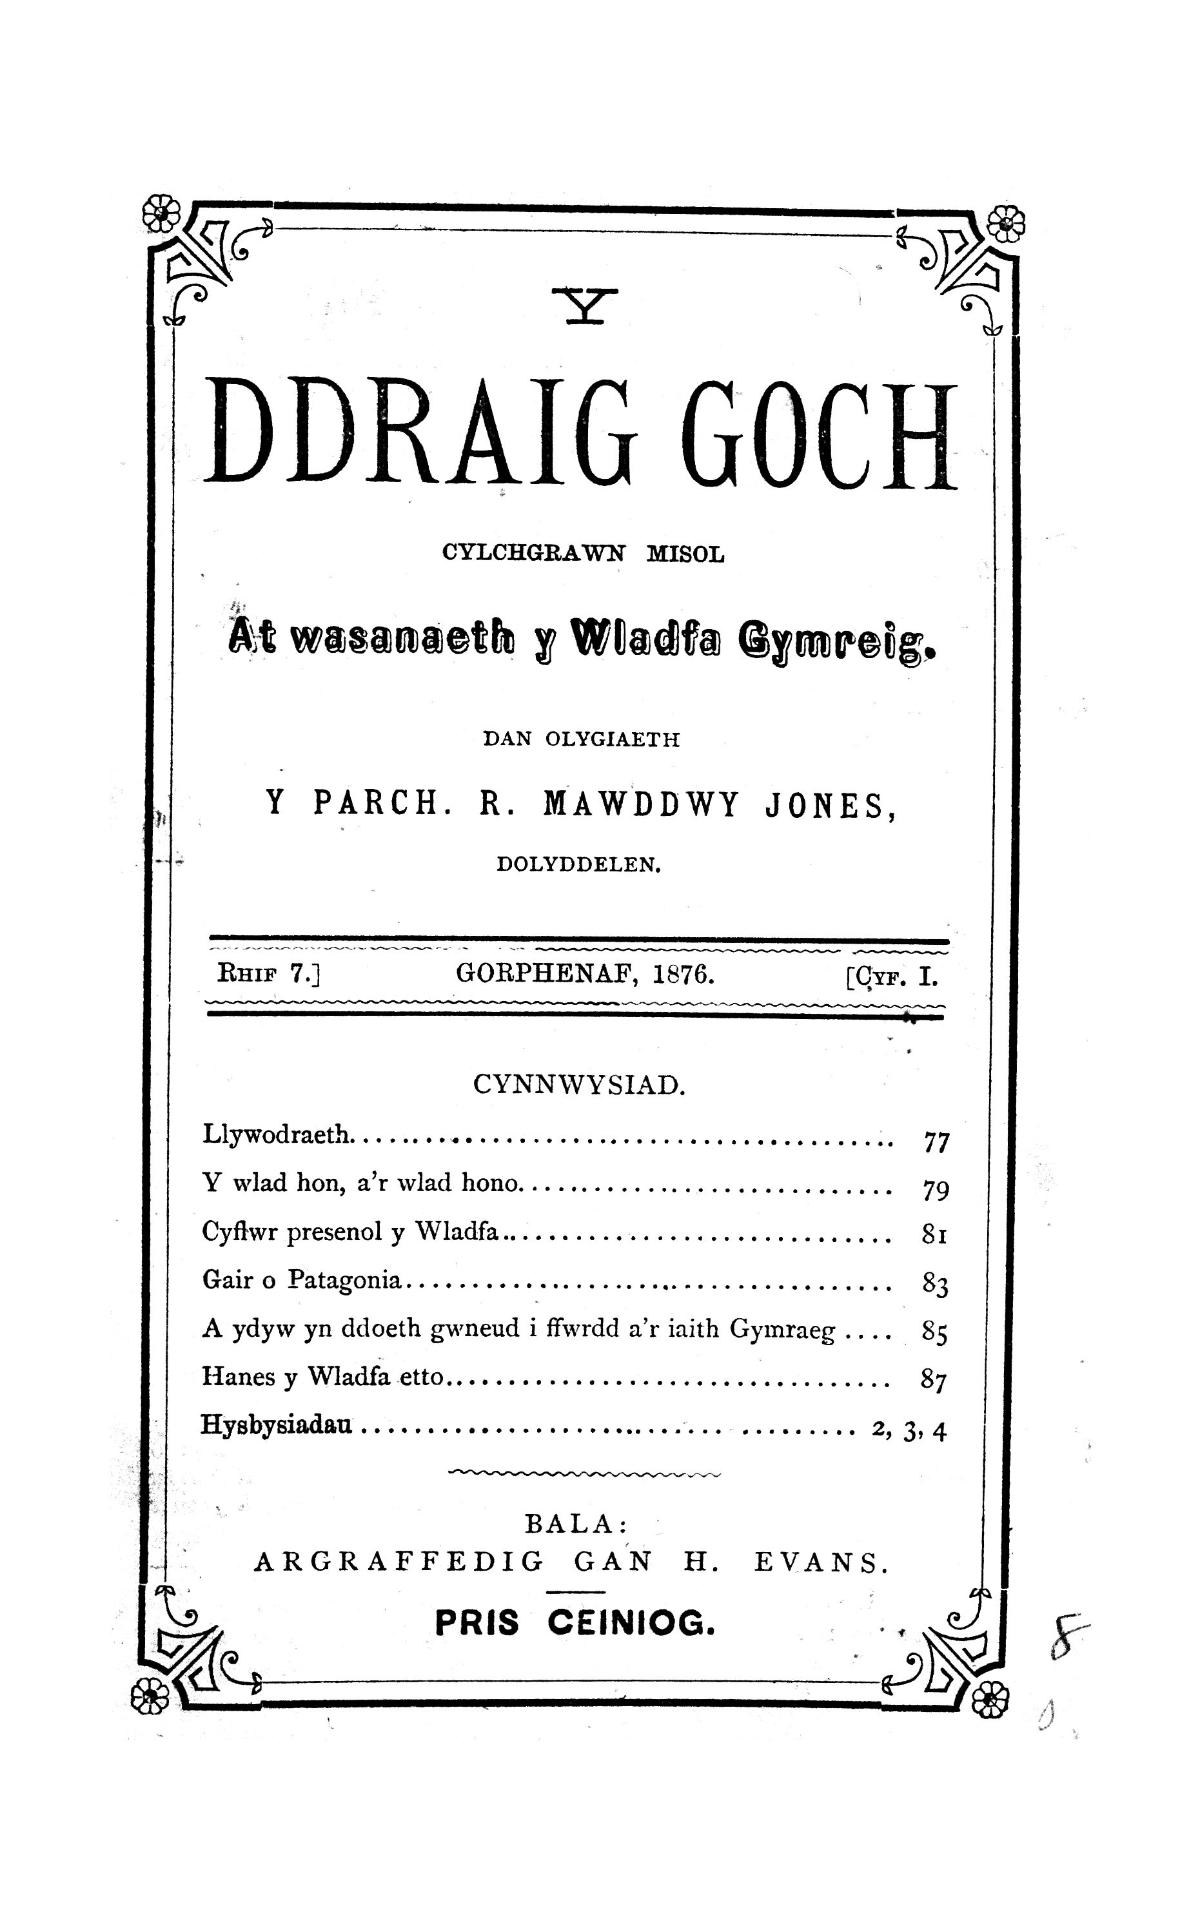 Y
DDRAIG GOCH
CYLCHGRAWN MISOL
At wasanaeth y Wladfa Gymreig.
DAN OLYGIAETH
Y PARCH. R. MAWDDWY JONES,
DOLYDDELEN.
RHIF 7.] GORPHENAF, 1876. [CYF. I.
CYNNWYSIAD.
Llywodraeth........................................ 77
Y wlad hon, a'r wlad hono............................ 79
Cyflwr presenol y Wladfa.............................. 81
Gair o Patagonia..................................... 83
A ydyw yn ddoeth gwneud i ffwrdd a'r iaith Gymraeg .... 85
Hanes y Wladfa etto.................................. 87
Hysbysiadau ..................................... 2, 3, 4
BALA:
ARGRAFFEDIG GAN H. EVANS.
PRIS CEINIOG.
8